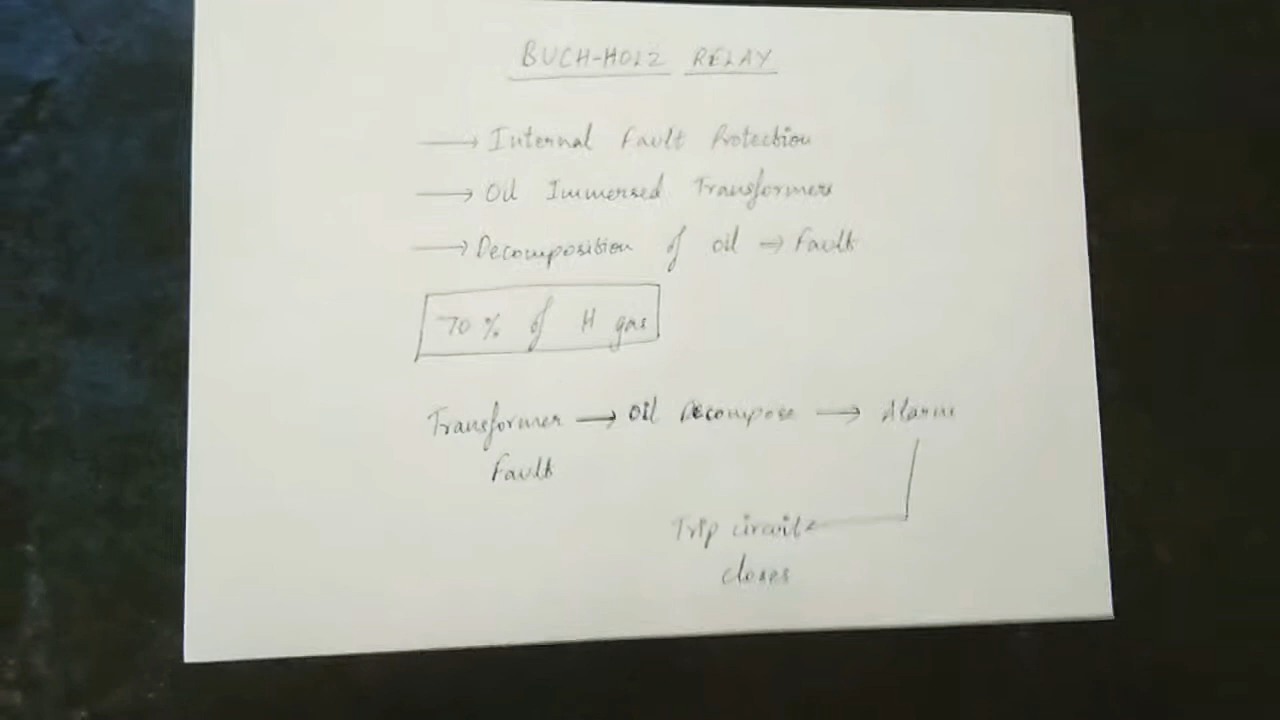 BUCH-HOLZ RELAY
→ Internal Fault Protection
→ Oil Immersed Transformers
→ Decomposition of oil → Fault
70% of H gas
Transformer → Oil Decompose → Alarm
Fault
Trip circuit
closes